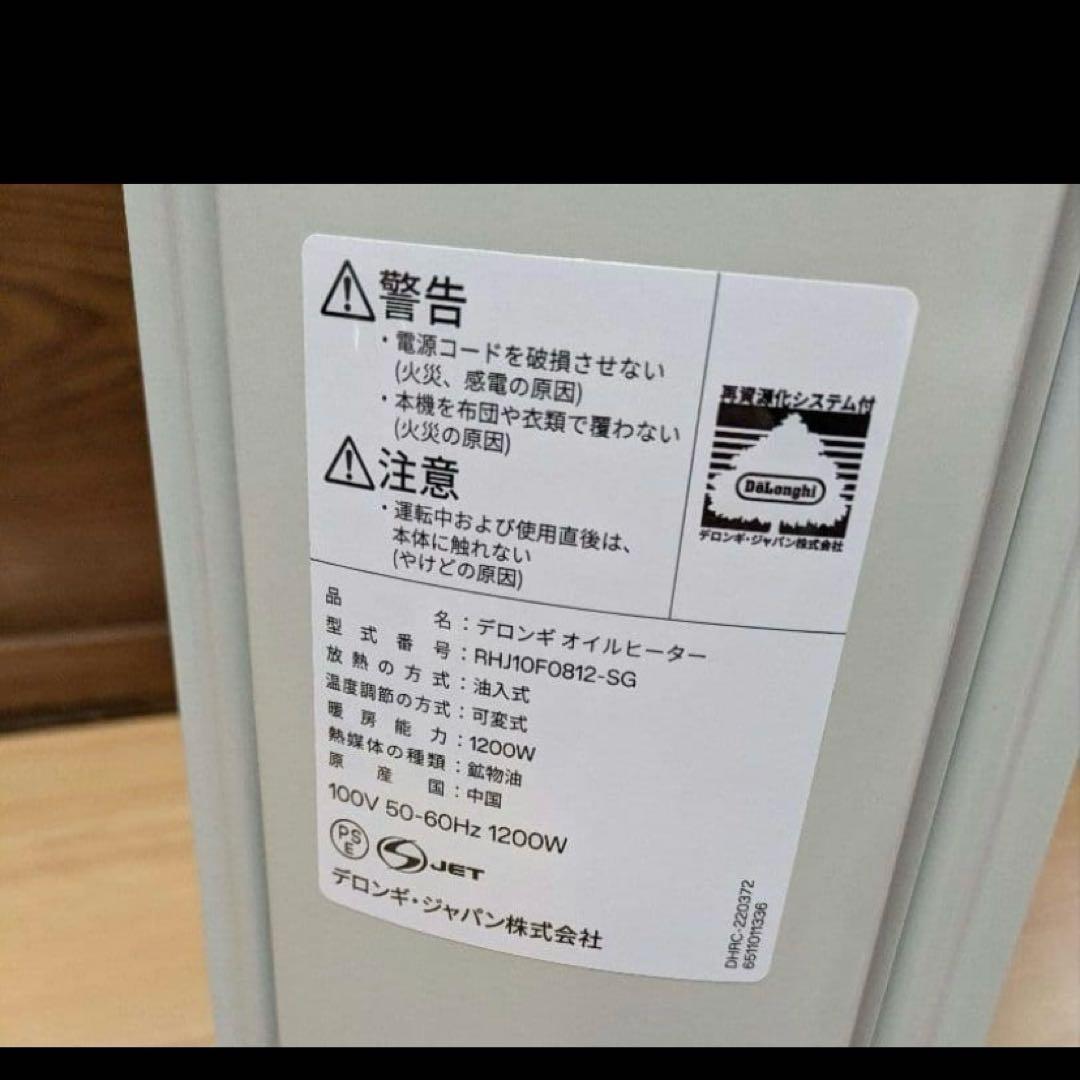 警告
・電源コードを破損させない
(火災、感電の原因)
・本機を布団や衣類で覆わない
(火災の原因)
注意
・運転中および使用直後は、
本体に触れない
(やけどの原因)
再資源化システム付
DeLonghi
デロンギ・ジャパン株式会社
品名：デロンギ オイルヒーター
型式番号：RHJ10F0812-SG
放熱の方式：油入式
温度調節の方式：可変式
暖房能力：1200W
熱媒体の種類：鉱物油
原産国：中国
100V 50-60Hz 1200W
PSE JET
デロンギ・ジャパン株式会社
DHRC-220372
6511011336